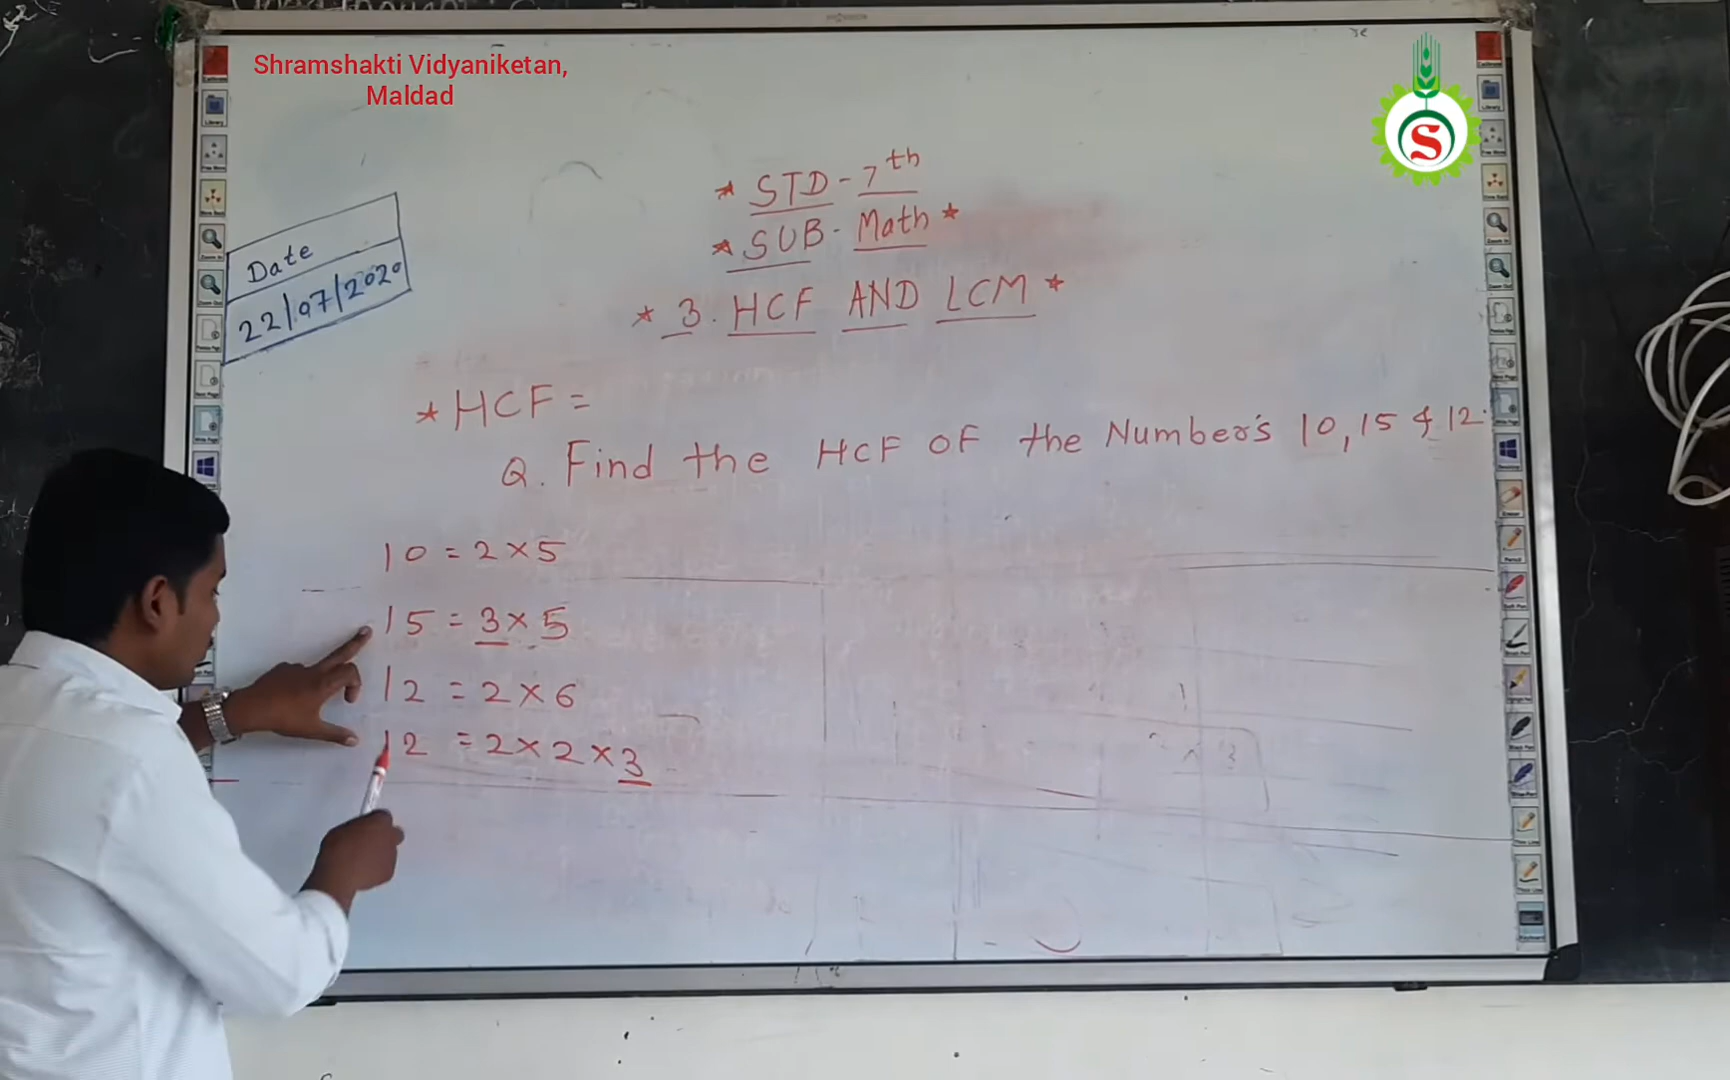 Shramshakti Vidyaniketan,
Maldad
S
* STD - 7th
* SUB - Math *
* 3. HCF AND LCM *
Date
22/07/2020
* HCF =
Q. Find the HCF OF the Number's 10, 15 & 12.
10 = 2 × 5
15 = 3 × 5
12 = 2 × 6
12 = 2 × 2 × 3